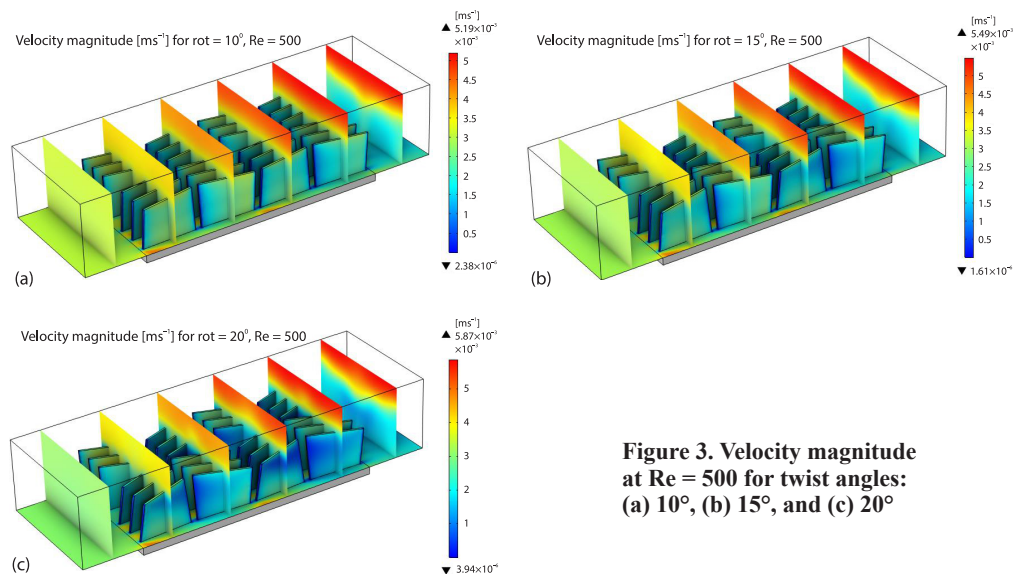 Velocity magnitude [ms⁻¹] for rot = 10⁰, Re = 500
[ms⁻¹]
▲ 5.19×10⁻³
×10⁻³
5
4.5
4
3.5
3
2.5
2
1.5
1
0.5
▼ 2.38×10⁻⁶
(a)
Velocity magnitude [ms⁻¹] for rot = 15⁰, Re = 500
[ms⁻¹]
▲ 5.49×10⁻³
×10⁻³
5
4.5
4
3.5
3
2.5
2
1.5
1
0.5
▼ 1.61×10⁻⁶
(b)
Velocity magnitude [ms⁻¹] for rot = 20⁰, Re = 500
[ms⁻¹]
▲ 5.87×10⁻³
×10⁻³
5
4
3
2
1
▼ 3.94×10⁻⁶
(c)
Figure 3. Velocity magnitude
at Re = 500 for twist angles:
(a) 10°, (b) 15°, and (c) 20°